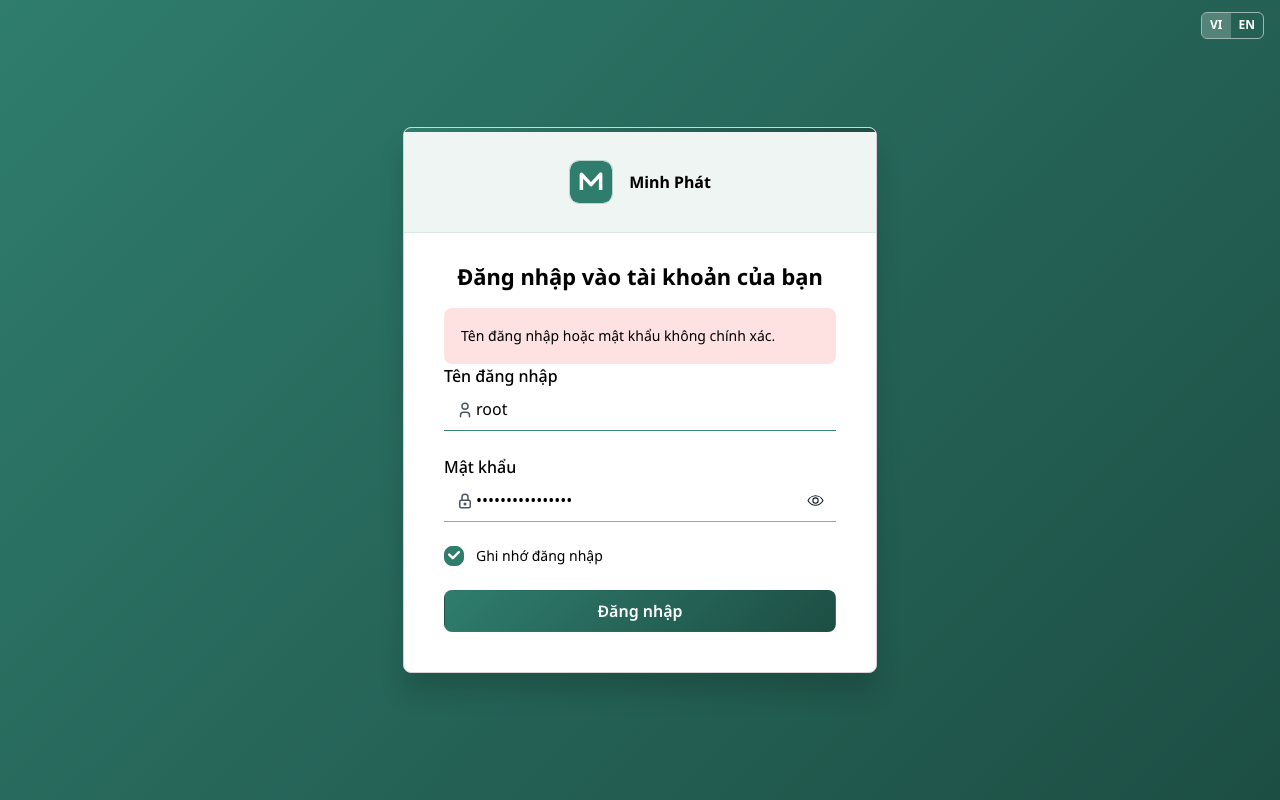 VI EN
Minh Phát
Đăng nhập vào tài khoản của bạn
Tên đăng nhập hoặc mật khẩu không chính xác.
Tên đăng nhập
root
Mật khẩu
••••••••••••••••
Ghi nhớ đăng nhập
Đăng nhập